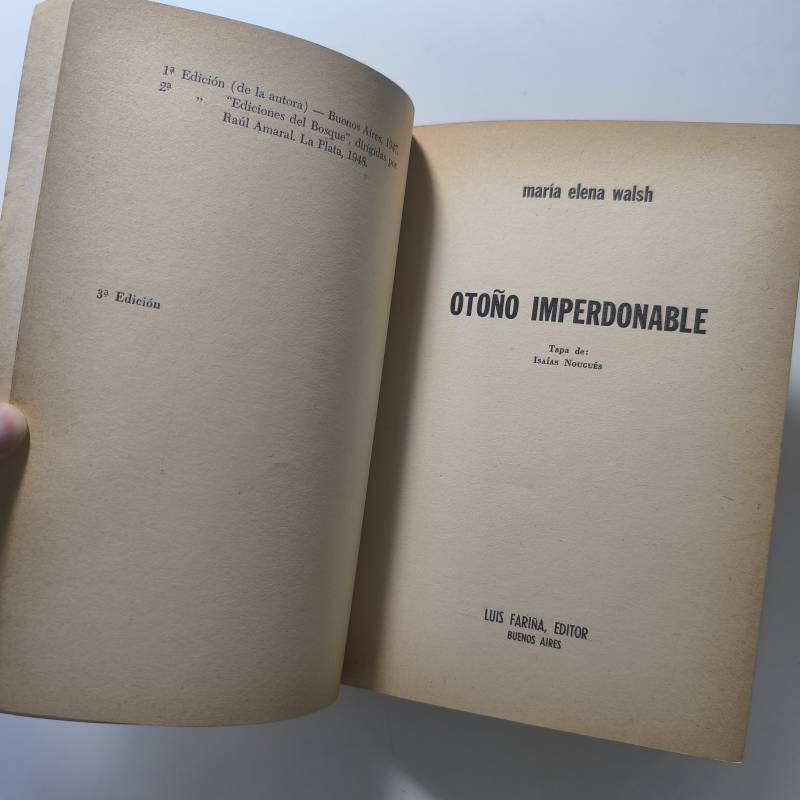 1ª Edición (de la autora) — Buenos Aires, 1947.
2ª „ “Ediciones del Bosque”, dirigidas por
Raúl Amaral. La Plata, 1948.
3ª Edición
maría elena walsh
OTOÑO IMPERDONABLE
Tapa de:
Isaías Nougués
LUIS FARIÑA, EDITOR
BUENOS AIRES